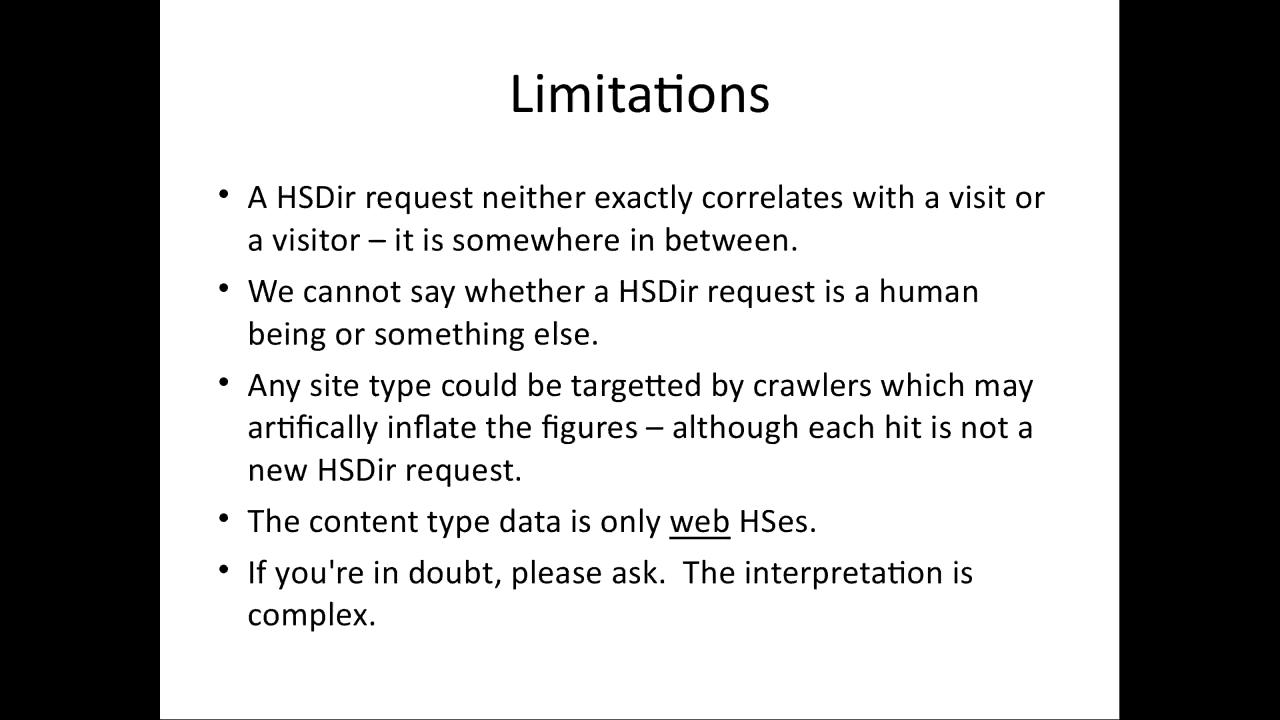 Limitations
• A HSDir request neither exactly correlates with a visit or
a visitor – it is somewhere in between.
• We cannot say whether a HSDir request is a human
being or something else.
• Any site type could be targetted by crawlers which may
artifically inflate the figures – although each hit is not a
new HSDir request.
• The content type data is only web HSes.
• If you're in doubt, please ask.  The interpretation is
complex.